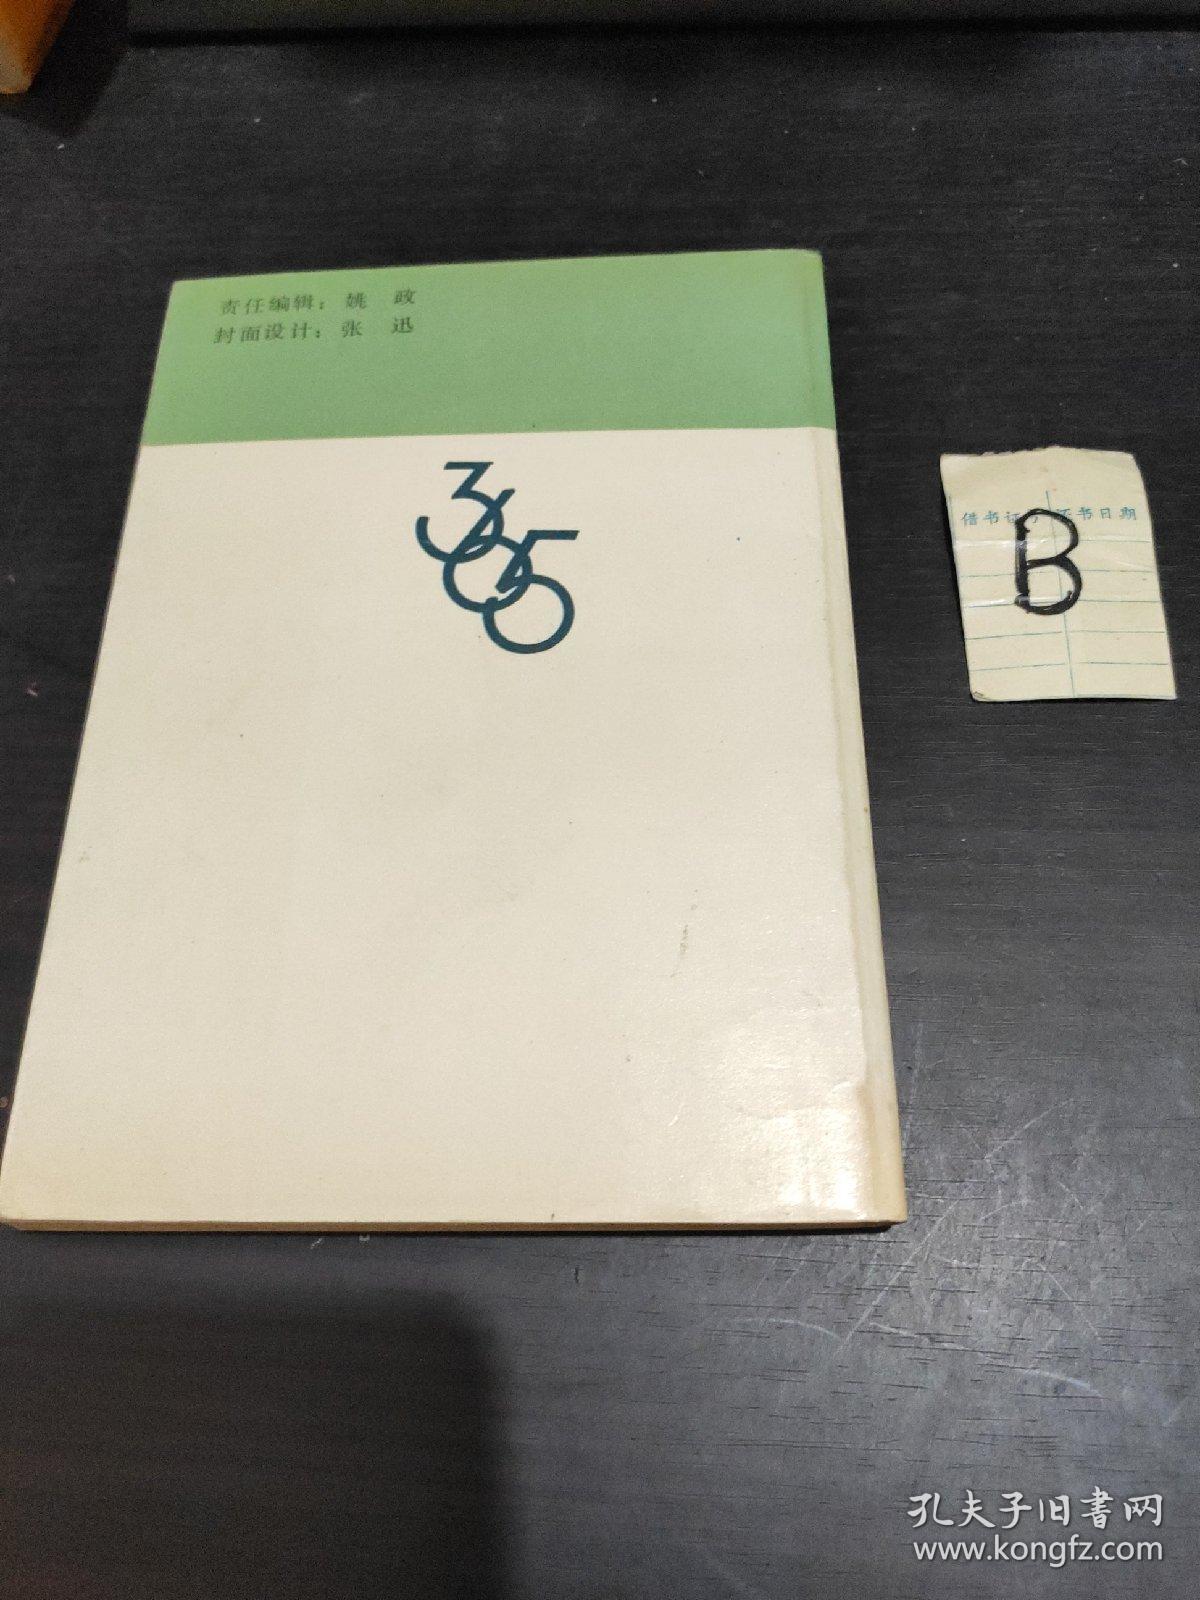 责任编辑：姚 政
封面设计：张 迅
365
借书证号 还书日期
B
孔夫子旧书网
www.kongfz.com